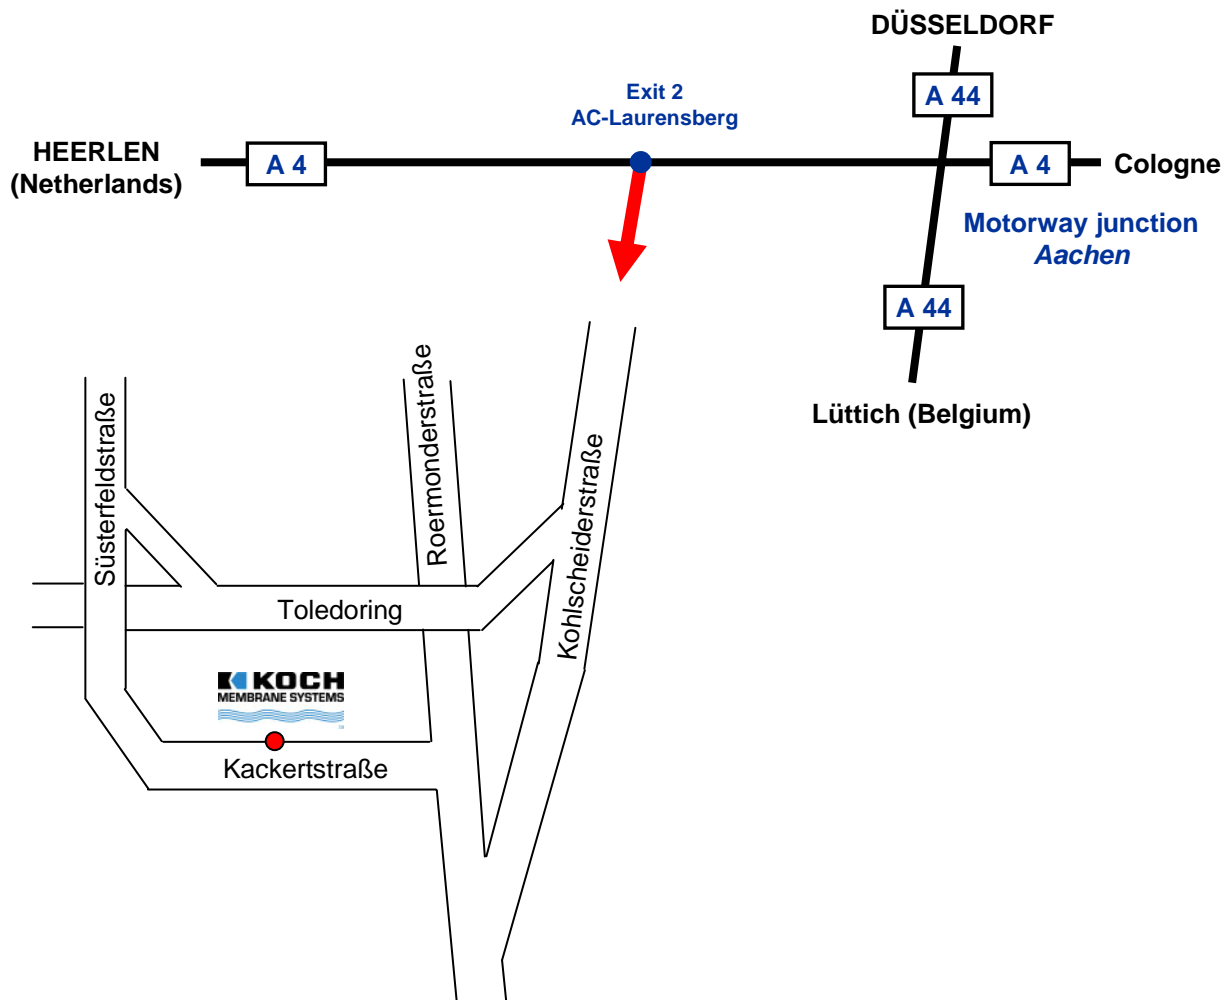 DÜSSELDORF
A 44
Exit 2
AC-Laurensberg
HEERLEN
(Netherlands)
A 4
A 4
Cologne
Motorway junction
Aachen
A 44
Lüttich (Belgium)
Süsterfeldstraße
Roermonderstraße
Kohlscheiderstraße
Toledoring
KOCH
MEMBRANE SYSTEMS
Kackertstraße